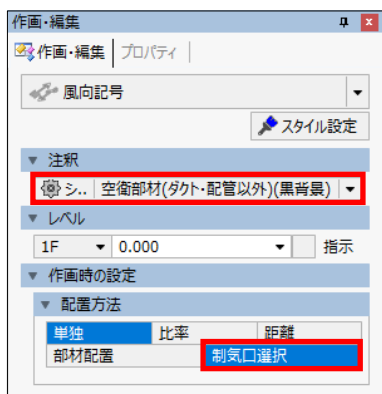 作画・編集
作画・編集 プロパティ
風向記号
スタイル設定
注釈
シ.. 空衛部材(ダクト・配管以外)(黒背景)
レベル
1F 0.000 指示
作画時の設定
配置方法
単独 比率 距離
部材配置 制気口選択